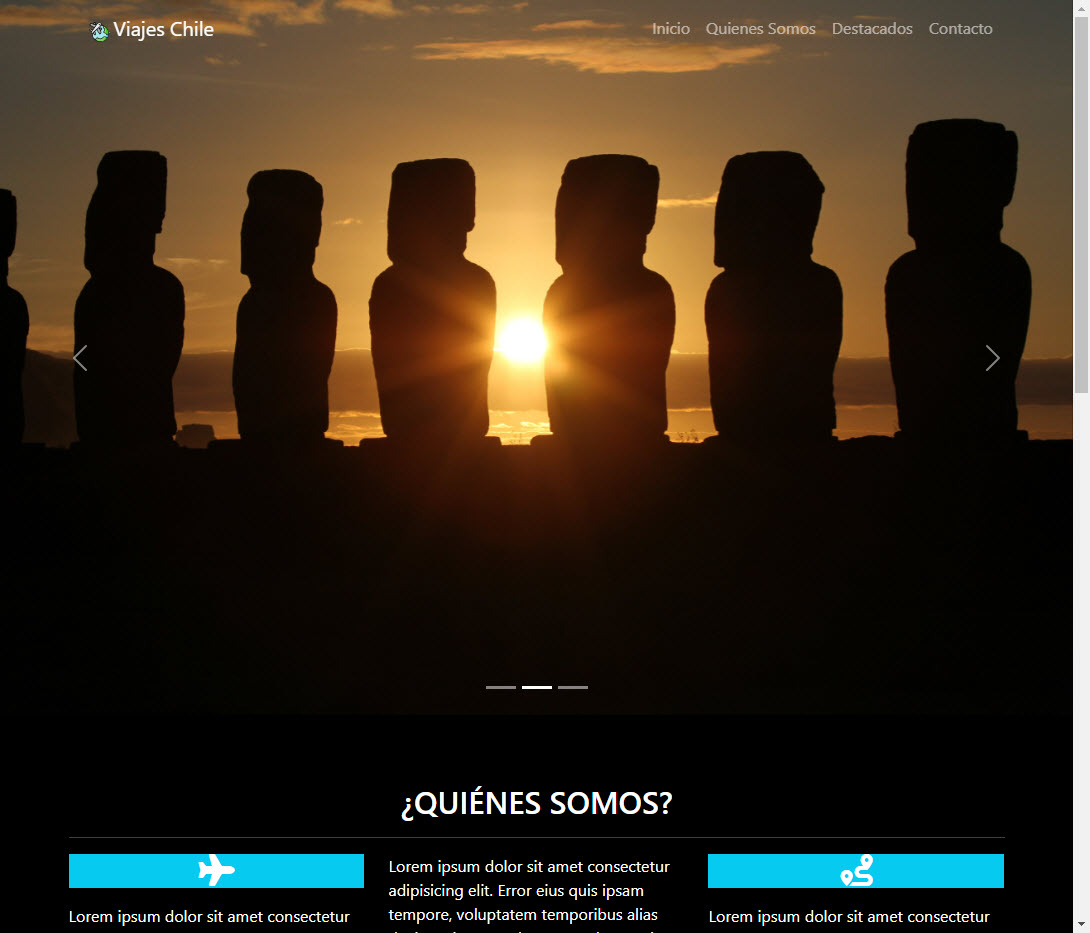 Viajes Chile
Inicio Quienes Somos Destacados Contacto
¿QUIÉNES SOMOS?
Lorem ipsum dolor sit amet consectetur
Lorem ipsum dolor sit amet consectetur
adipisicing elit. Error eius quis ipsam
tempore, voluptatem temporibus alias
Lorem ipsum dolor sit amet consectetur